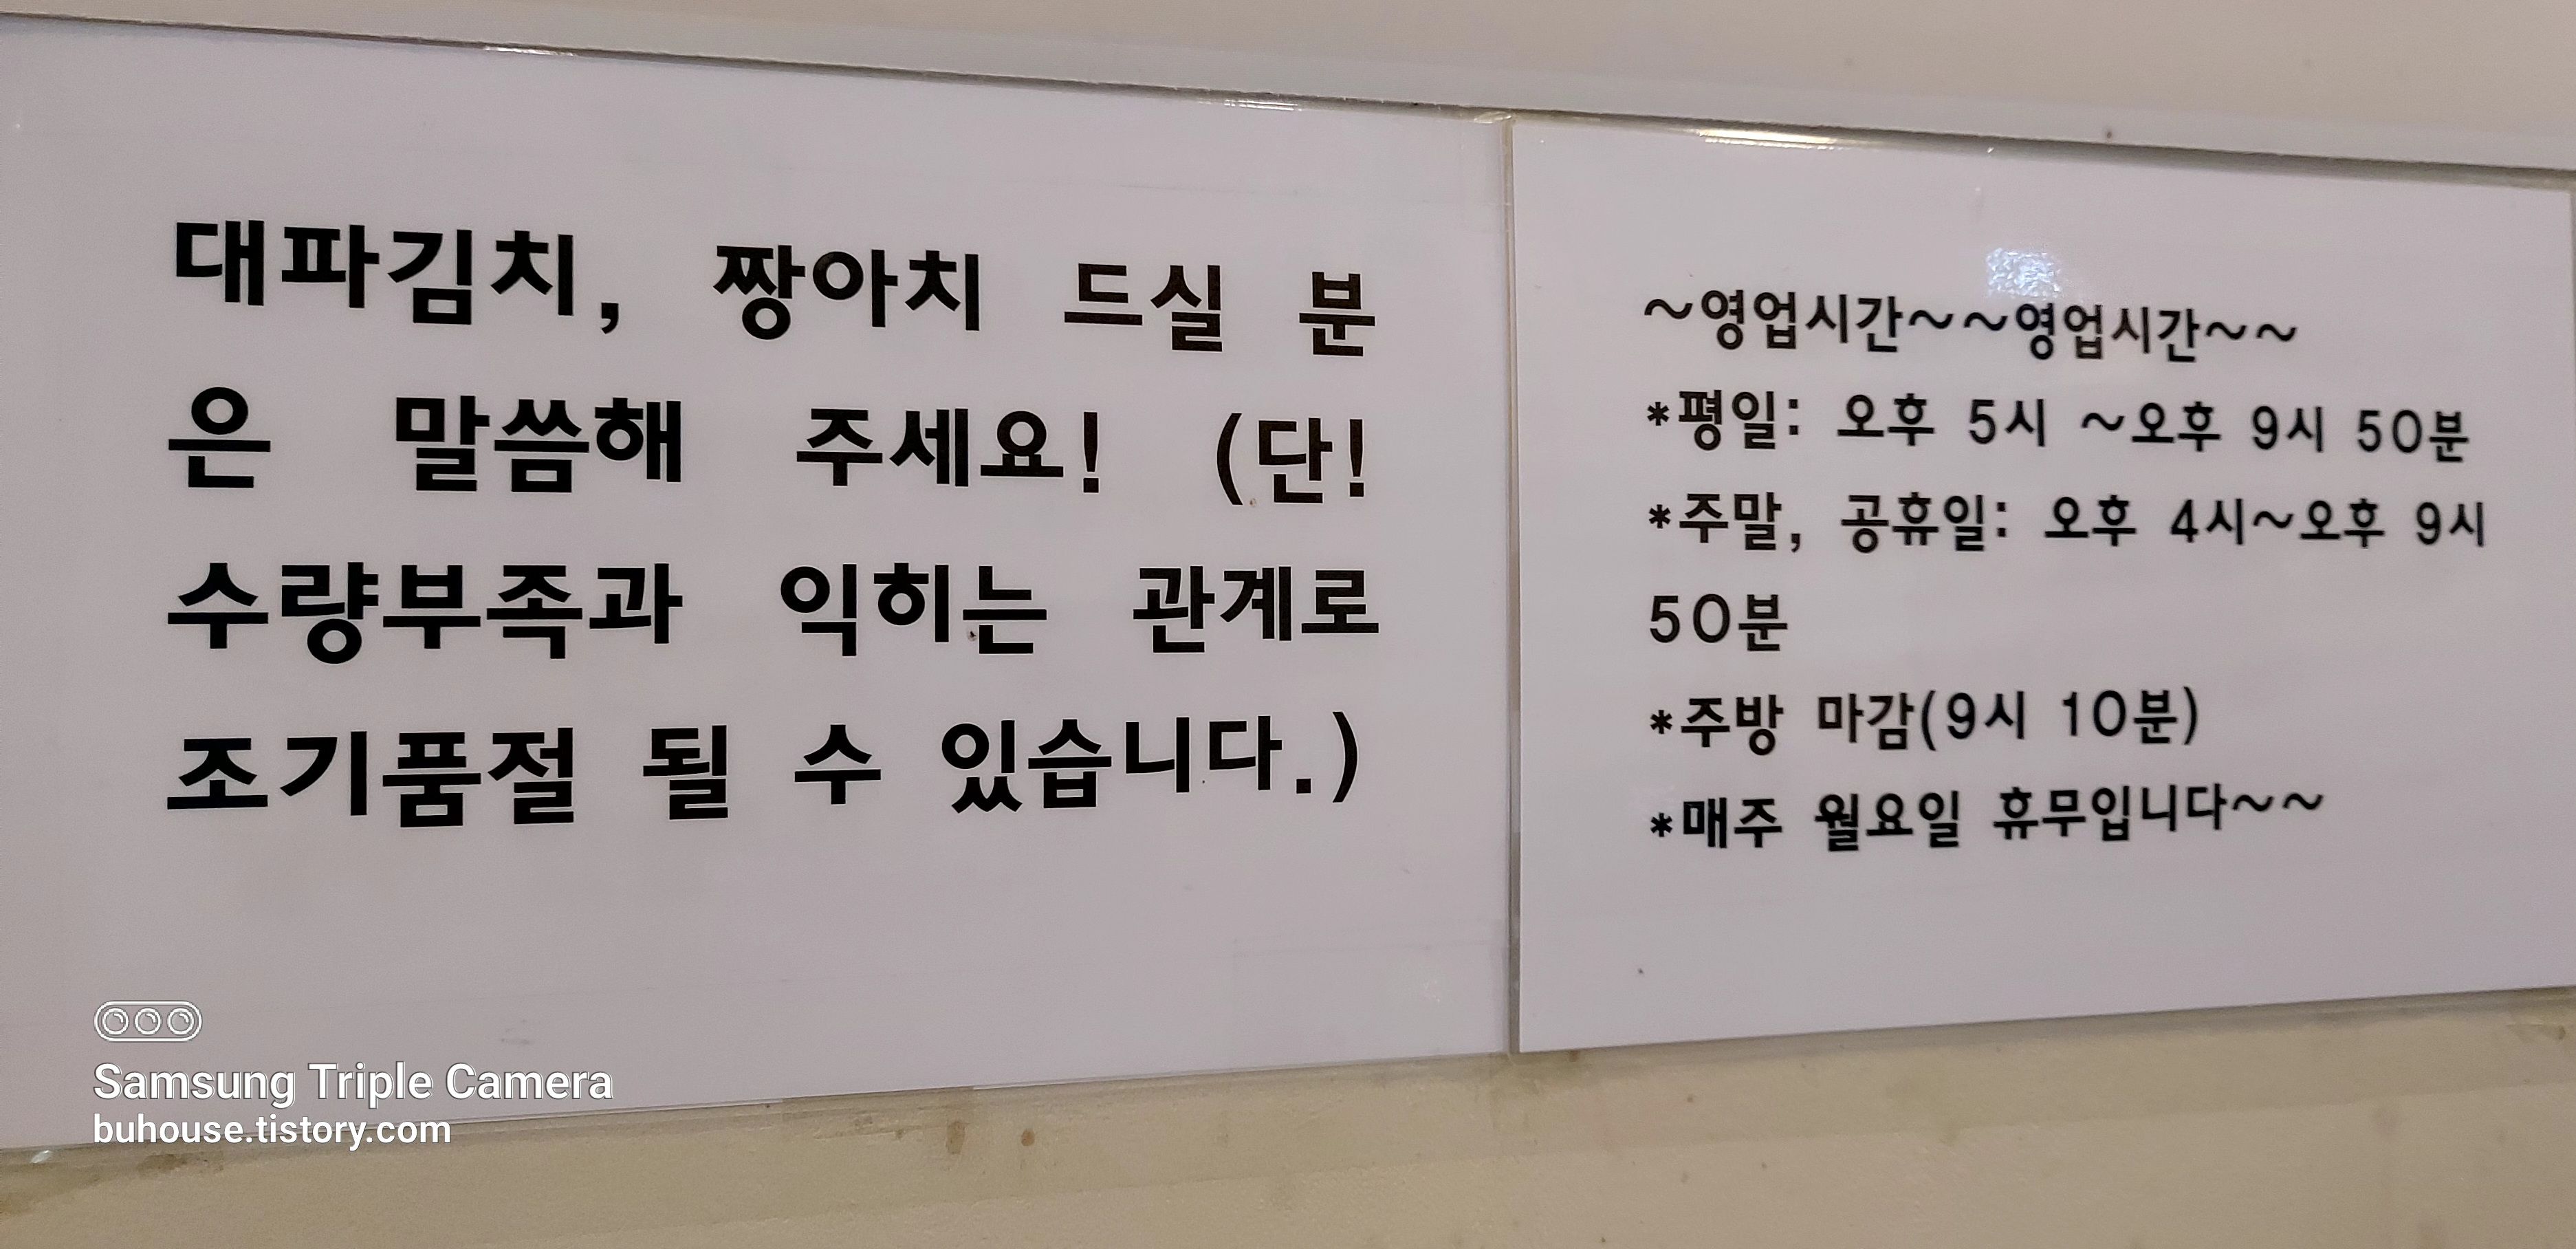 대파김치, 짱아치 드실 분
은 말씀해 주세요! (단!
수량부족과 익히는 관계로
조기품절 될 수 있습니다.)
~영업시간~~영업시간~~
*평일: 오후 5시 ~오후 9시 50분
*주말, 공휴일: 오후 4시~오후 9시
50분
*주방 마감(9시 10분)
*매주 월요일 휴무입니다~~
Samsung Triple Camera
buhouse.tistory.com